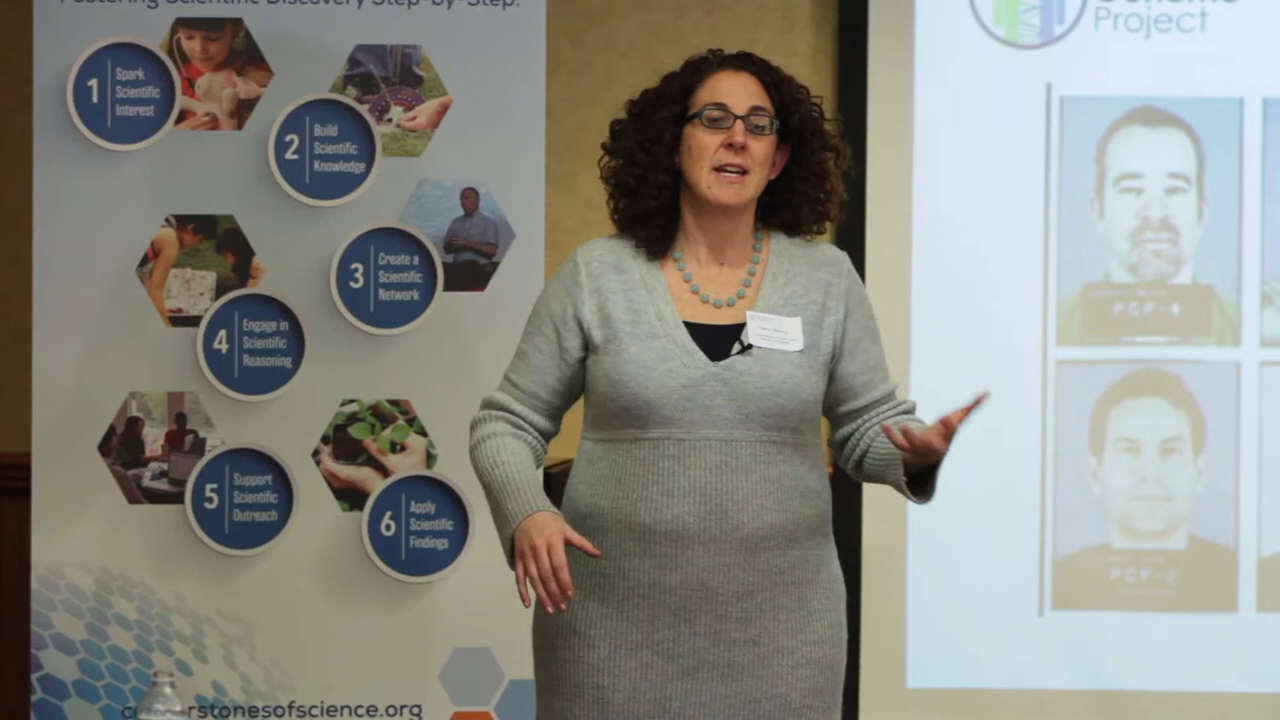 Fostering Scientific Discovery Step-by-Step.
1
Spark
Scientific
Interest
2
Build
Scientific
Knowledge
3
Create a
Scientific
Network
4
Engage in
Scientific
Reasoning
5
Support
Scientific
Outreach
6
Apply
Scientific
Findings
rstonesofscience.org
Project
PGP-4
PGP-2